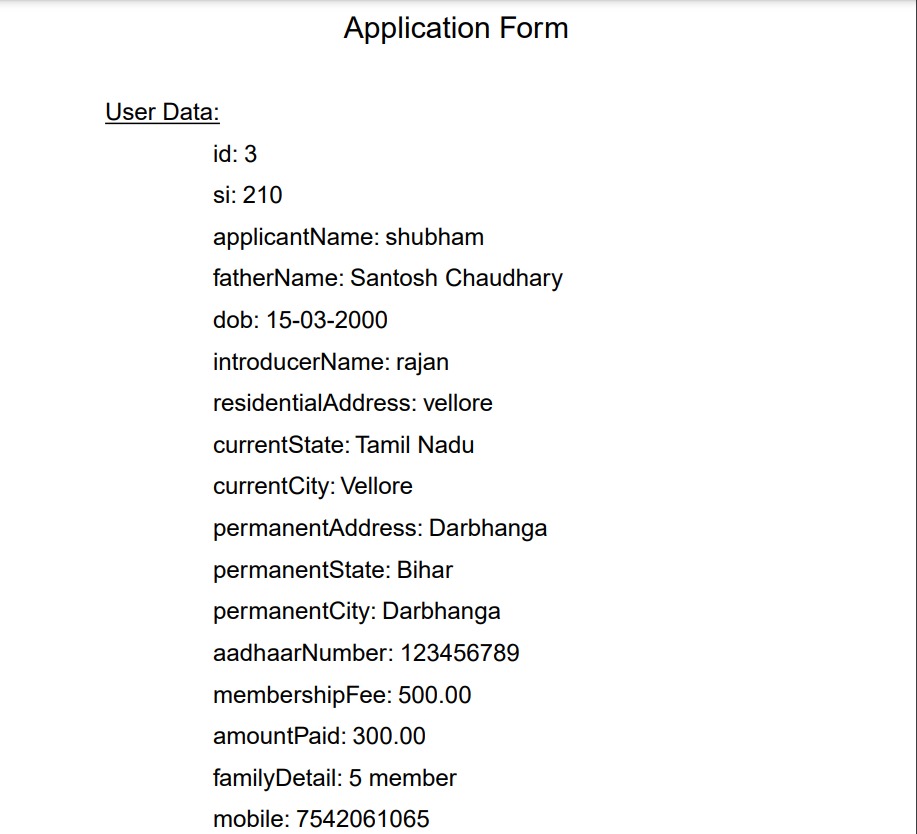 Application Form
User Data:
id: 3
si: 210
applicantName: shubham
fatherName: Santosh Chaudhary
dob: 15-03-2000
introducerName: rajan
residentialAddress: vellore
currentState: Tamil Nadu
currentCity: Vellore
permanentAddress: Darbhanga
permanentState: Bihar
permanentCity: Darbhanga
aadhaarNumber: 123456789
membershipFee: 500.00
amountPaid: 300.00
familyDetail: 5 member
mobile: 7542061065